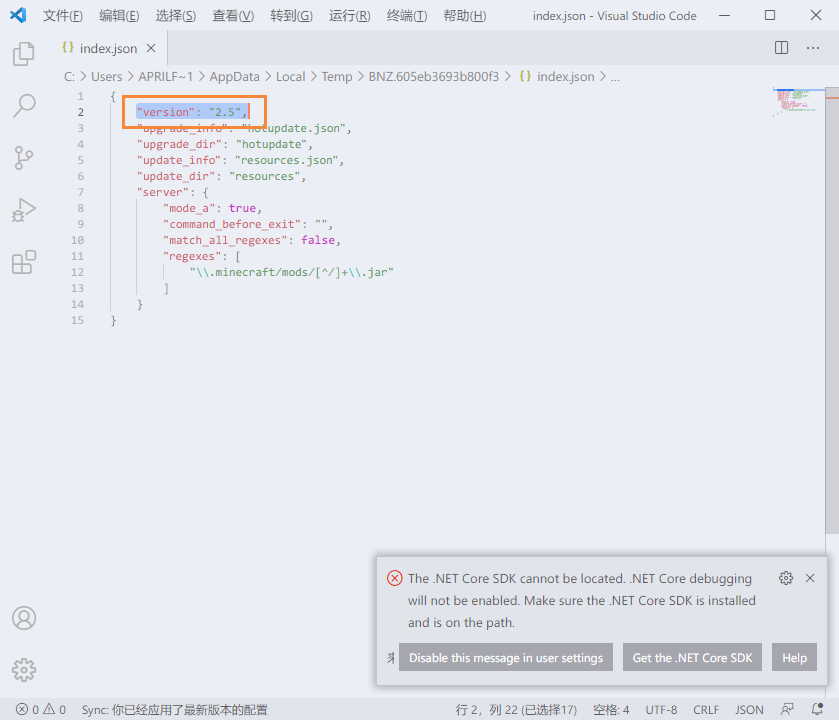 文件(F) 编辑(E) 选择(S) 查看(V) 转到(G) 运行(R) 终端(T) 帮助(H) index.json - Visual Studio Code
{} index.json
C: > Users > APRILF~1 > AppData > Local > Temp > BNZ.605eb3693b800f3 > {} index.json > ...
1 {
2 "version": "2.5",
3 "upgrade_info": "hotupdate.json",
4 "upgrade_dir": "hotupdate",
5 "update_info": "resources.json",
6 "update_dir": "resources",
7 "server": {
8 "mode_a": true,
9 "command_before_exit": "",
10 "match_all_regexes": false,
11 "regexes": [
12 "\\.minecraft/mods/[^/]+\\.jar"
13 ]
14 }
15 }
The .NET Core SDK cannot be located. .NET Core debugging
will not be enabled. Make sure the .NET Core SDK is installed
and is on the path.
Disable this message in user settings Get the .NET Core SDK Help
0 0 Sync: 你已经应用了最新版本的配置 行 2，列 22 (已选择17) 空格: 4 UTF-8 CRLF JSON